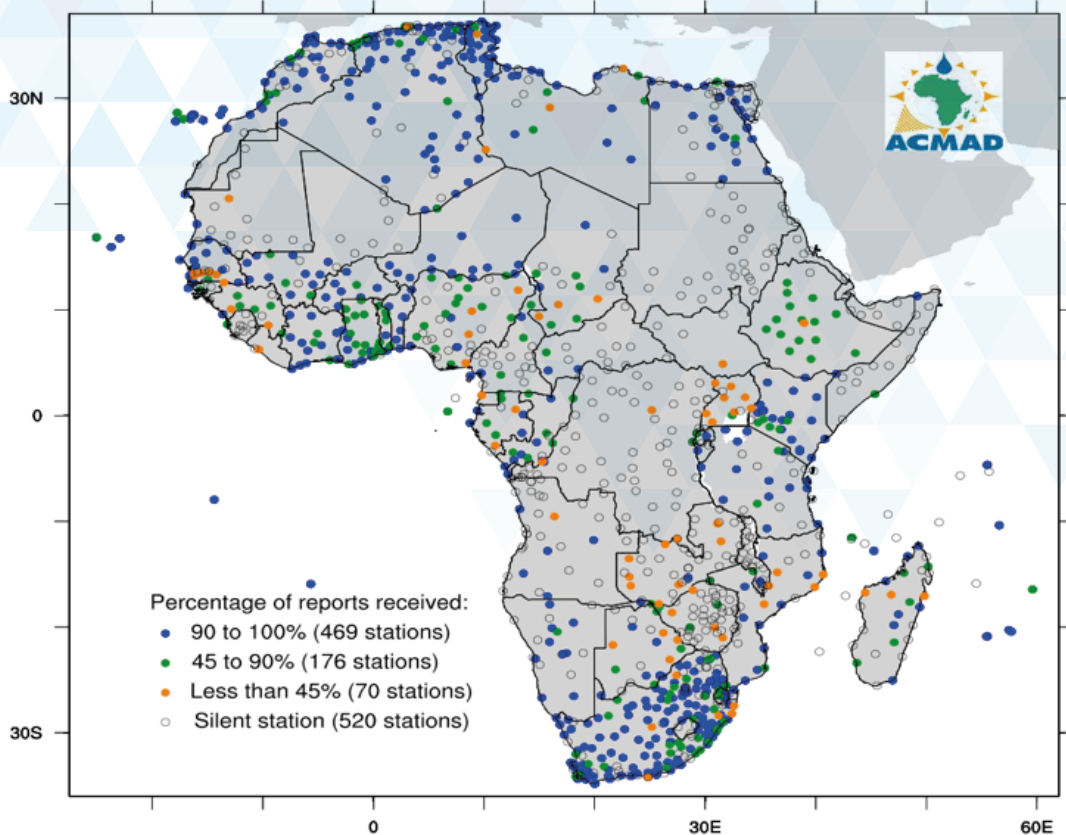 ACMAD
30N
0
30S
Percentage of reports received:
90 to 100% (469 stations)
45 to 90% (176 stations)
Less than 45% (70 stations)
Silent station (520 stations)
0
30E
60E